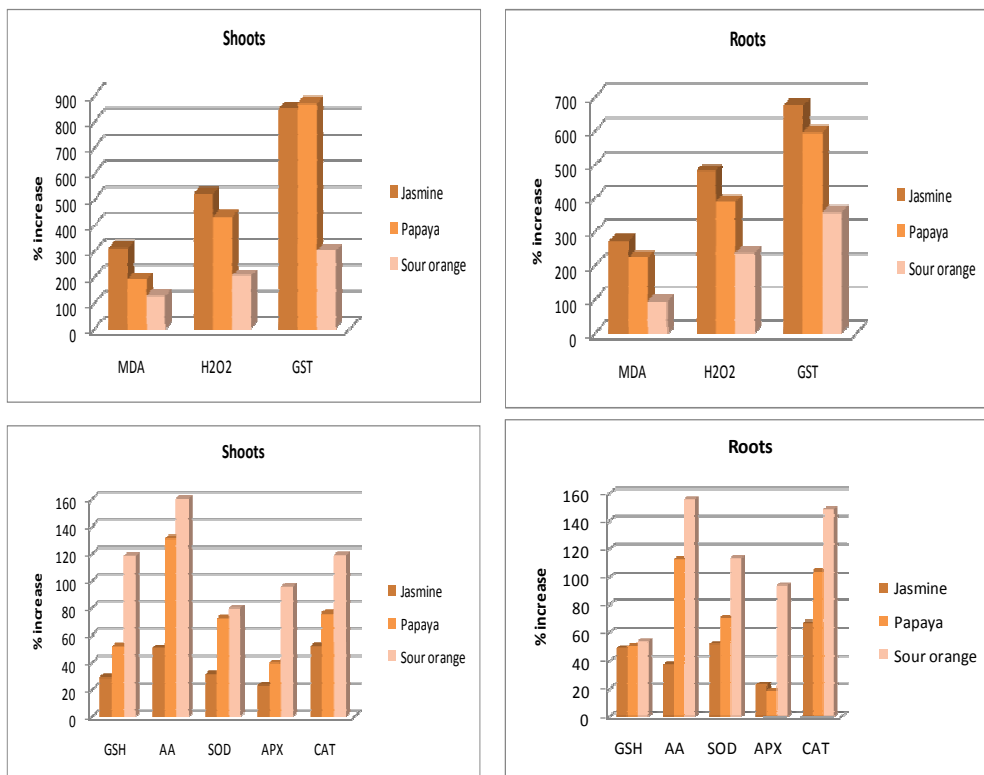 Shoots
% increase
900
800
700
600
500
400
300
200
100
0
MDA H2O2 GST
Jasmine
Papaya
Sour orange
Roots
% increase
700
600
500
400
300
200
100
0
MDA H2O2 GST
Jasmine
Papaya
Sour orange
Shoots
% increase
160
140
120
100
80
60
40
20
0
GSH AA SOD APX CAT
Jasmine
Papaya
Sour orange
Roots
% increase
160
140
120
100
80
60
40
20
0
GSH AA SOD APX CAT
Jasmine
Papaya
Sour orange